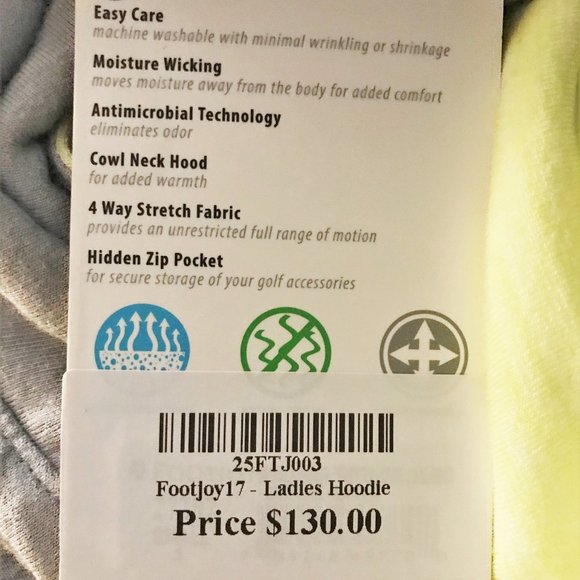 Easy Care
machine washable with minimal wrinkling or shrinkage
Moisture Wicking
moves moisture away from the body for added comfort
Antimicrobial Technology
eliminates odor
Cowl Neck Hood
for added warmth
4 Way Stretch Fabric
provides an unrestricted full range of motion
Hidden Zip Pocket
for secure storage of your golf accessories
25FTJ003
Footjoy17 - Ladies Hoodie
Price $130.00